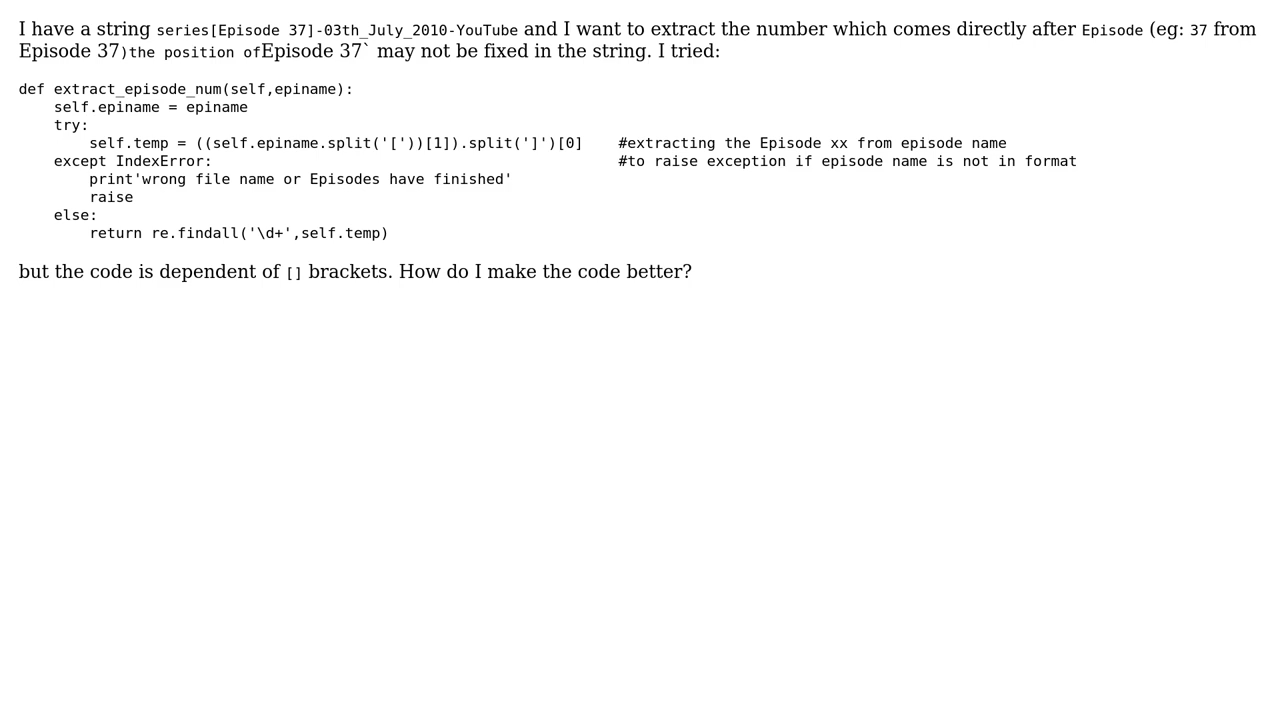 I have a string series[Episode 37]-03th_July_2010-YouTube and I want to extract the number which comes directly after Episode (eg: 37 from
Episode 37)the position ofEpisode 37` may not be fixed in the string. I tried:
def extract_episode_num(self,epiname):
    self.epiname = epiname
    try:
        self.temp = ((self.epiname.split('['))[1]).split(']')[0]    #extracting the Episode xx from episode name
    except IndexError:                                              #to raise exception if episode name is not in format
        print'wrong file name or Episodes have finished'
        raise
    else:
        return re.findall('\d+',self.temp)
but the code is dependent of [] brackets. How do I make the code better?